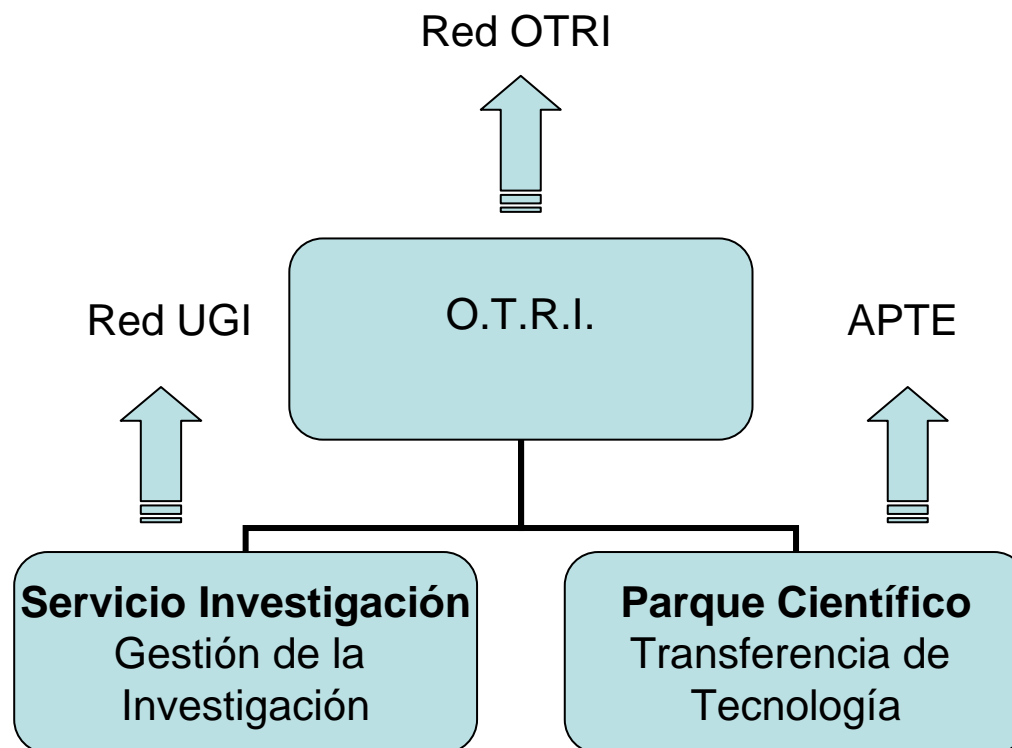 Red OTRI
O.T.R.I.
Red UGI
APTE
Servicio Investigación
Gestión de la
Investigación
Parque Científico
Transferencia de
Tecnología